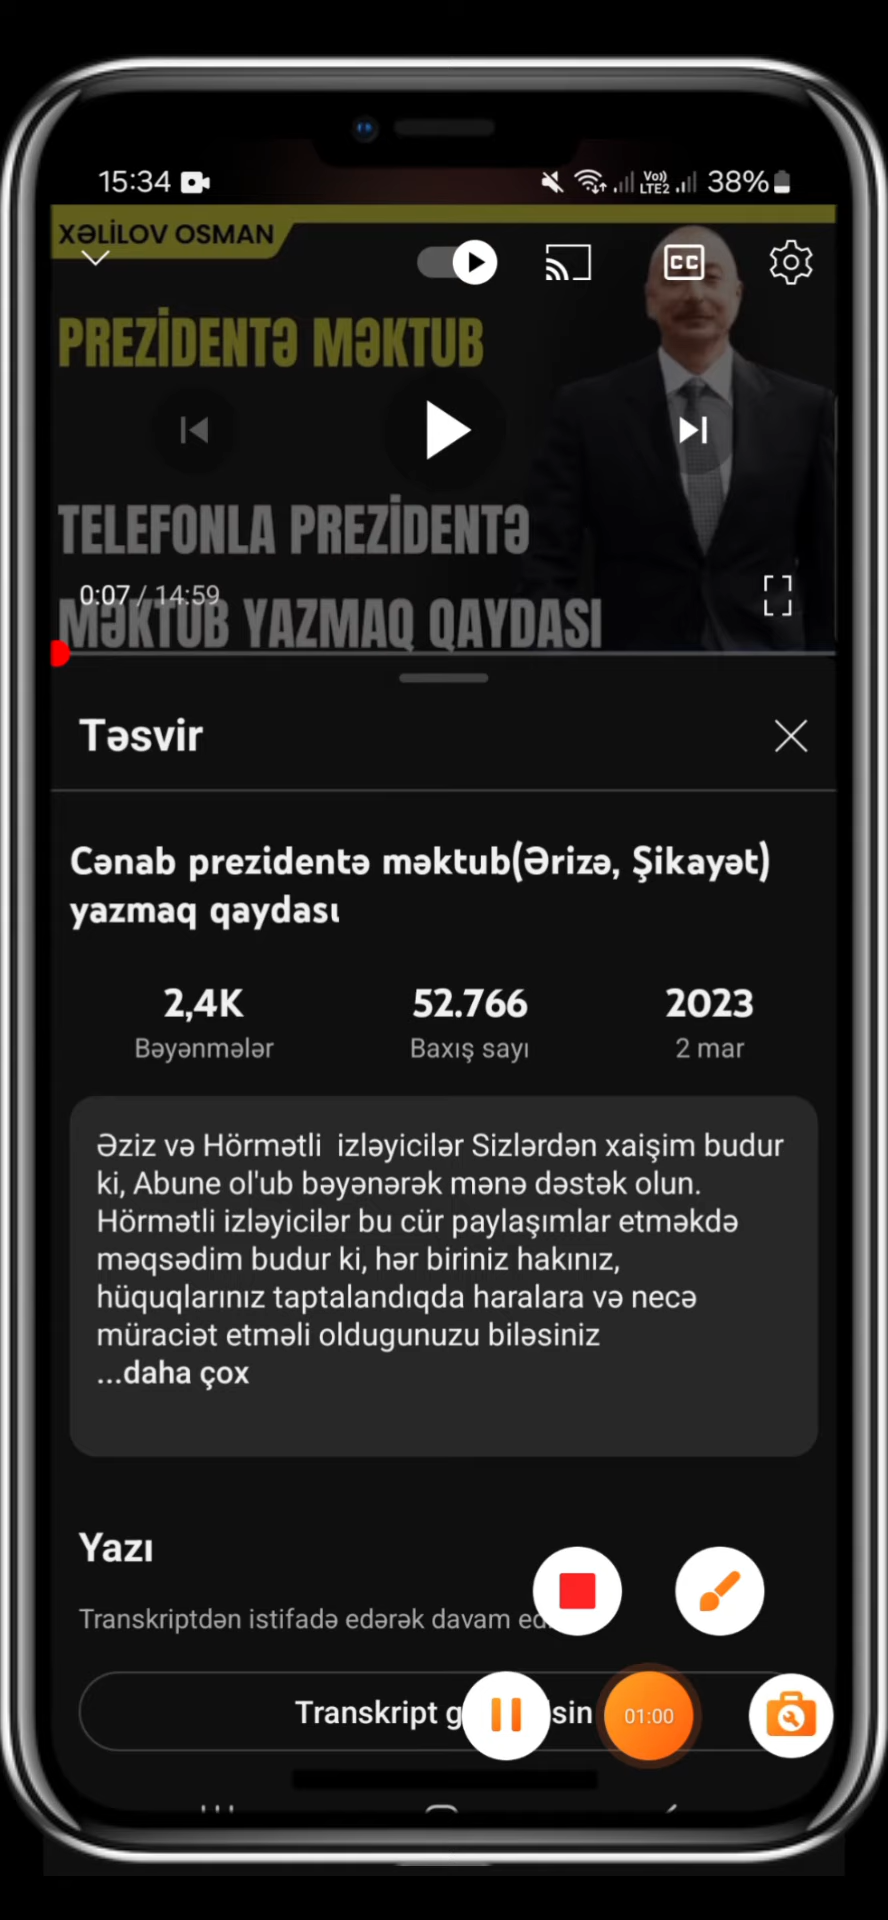 15:34
Vo)) LTE2 38%
XƏLİLOV OSMAN
CC
PREZİDENTƏ MƏKTUB
TELEFONLA PREZİDENTƏ
0:07 / 14:59
MƏKTUB YAZMAQ QAYDASI
Təsvir
Cənab prezidentə məktub(Ərizə, Şikayət)
yazmaq qaydası
2,4K 52.766 2023
Bəyənmələr Baxış sayı 2 mar
Əziz və Hörmətli izləyicilər Sizlərdən xaişim budur
ki, Abune ol'ub bəyənərək mənə dəstək olun.
Hörmətli izləyicilər bu cür paylaşımlar etməkdə
məqsədim budur ki, hər biriniz hakınız,
hüquqlarınız taptalandıqda haralara və necə
müraciət etməli oldugunuzu biləsiniz
...daha çox
Yazı
Transkriptdən istifadə edərək davam
Transkript
01:00